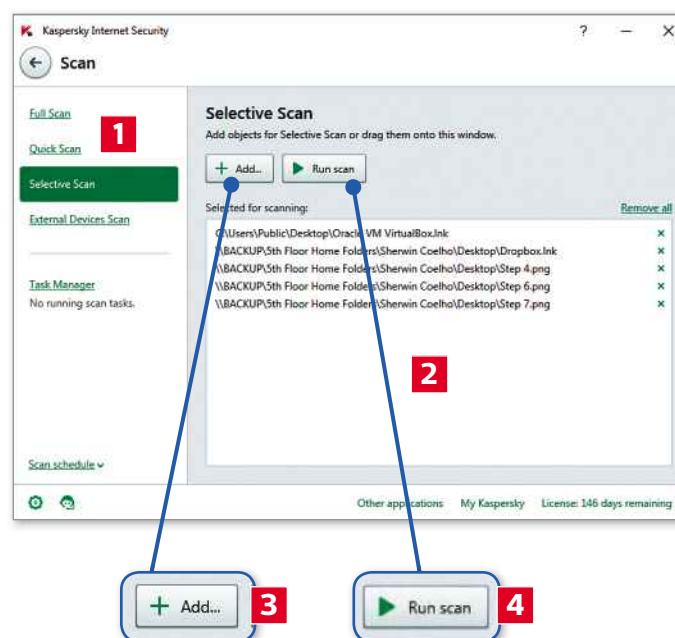 Kaspersky Internet Security
?
Scan
Full Scan
1
Quick Scan
Selective Scan
External Devices Scan
Task Manager
No running scan tasks.
Scan schedule
Selective Scan
Add objects for Selective Scan or drag them onto this window.
Add...
Run scan
Selected for scanning:
Remove all
C:\Users\Public\Desktop\Oracle VM VirtualBox.lnk
\\BACKUP\5th Floor Home Folders\Sherwin Coelho\Desktop\Dropbox.lnk
\\BACKUP\5th Floor Home Folders\Sherwin Coelho\Desktop\Step 4.png
\\BACKUP\5th Floor Home Folders\Sherwin Coelho\Desktop\Step 6.png
\\BACKUP\5th Floor Home Folders\Sherwin Coelho\Desktop\Step 7.png
2
Other applications
My Kaspersky
License: 146 days remaining
Add...
3
Run scan
4